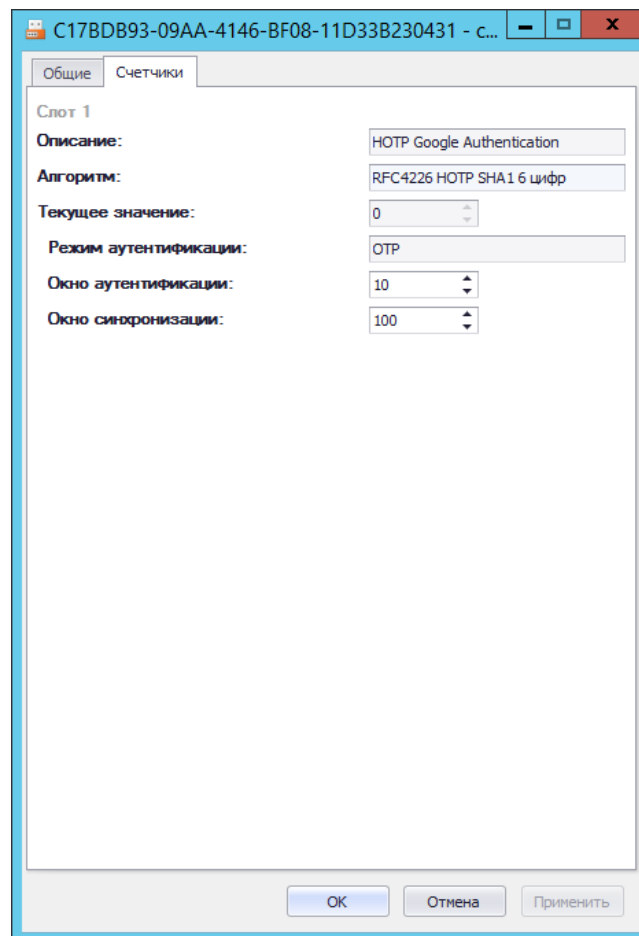 C17BDB93-09AA-4146-BF08-11D33B230431 - с...
Общие Счетчики
Слот 1
Описание: HOTP Google Authentication
Алгоритм: RFC4226 HOTP SHA1 6 цифр
Текущее значение: 0
Режим аутентификации: OTP
Окно аутентификации: 10
Окно синхронизации: 100
OK Отмена Применить